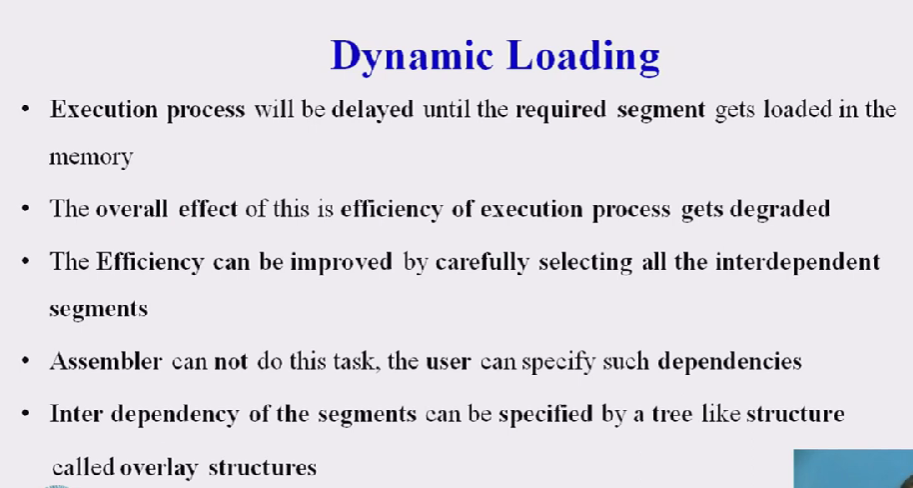 Dynamic Loading
• Execution process will be delayed until the required segment gets loaded in the
memory
• The overall effect of this is efficiency of execution process gets degraded
• The Efficiency can be improved by carefully selecting all the interdependent
segments
• Assembler can not do this task, the user can specify such dependencies
• Inter dependency of the segments can be specified by a tree like structure
called overlay structures